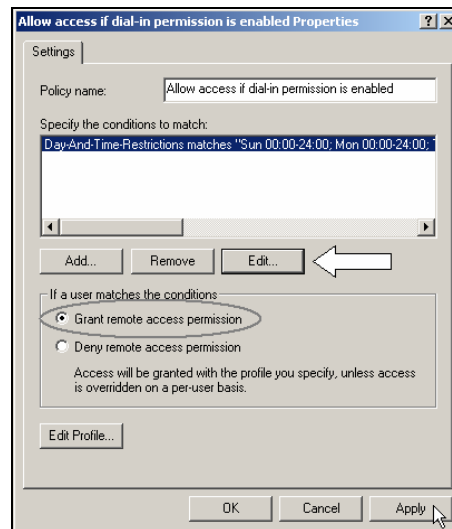 Allow access if dial-in permission is enabled Properties
Settings
Policy name:
Allow access if dial-in permission is enabled
Specify the conditions to match:
Day-And-Time-Restrictions matches "Sun 00:00-24:00; Mon 00:00-24:00;
Add...
Remove
Edit...
If a user matches the conditions
Grant remote access permission
Deny remote access permission
Access will be granted with the profile you specify, unless access
is overridden on a per-user basis.
Edit Profile...
OK
Cancel
Apply